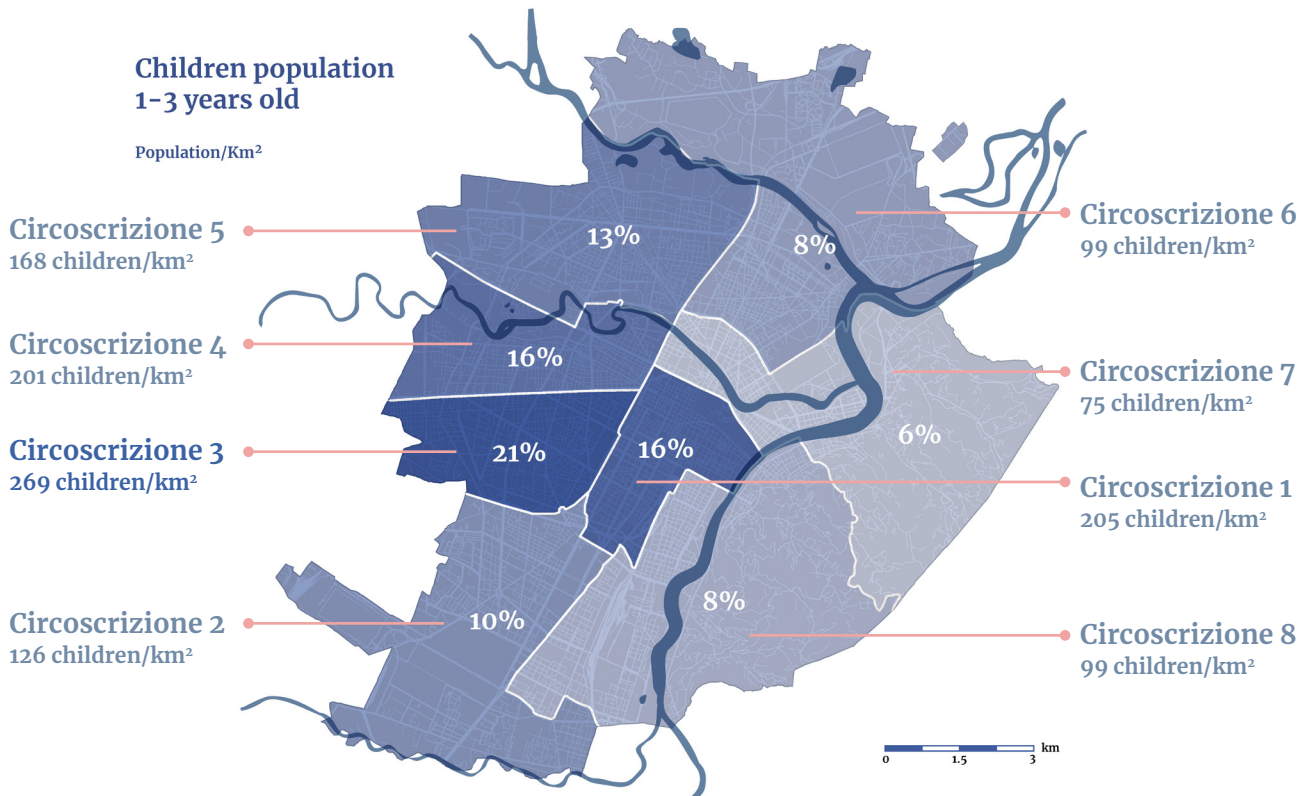 Children population
1-3 years old
Population/Km²
Circoscrizione 5
168 children/km²
13%
8%
Circoscrizione 6
99 children/km²
Circoscrizione 4
201 children/km²
16%
Circoscrizione 7
75 children/km²
6%
Circoscrizione 3
269 children/km²
21%
16%
Circoscrizione 1
205 children/km²
Circoscrizione 2
126 children/km²
10%
8%
Circoscrizione 8
99 children/km²
km
0 1.5 3